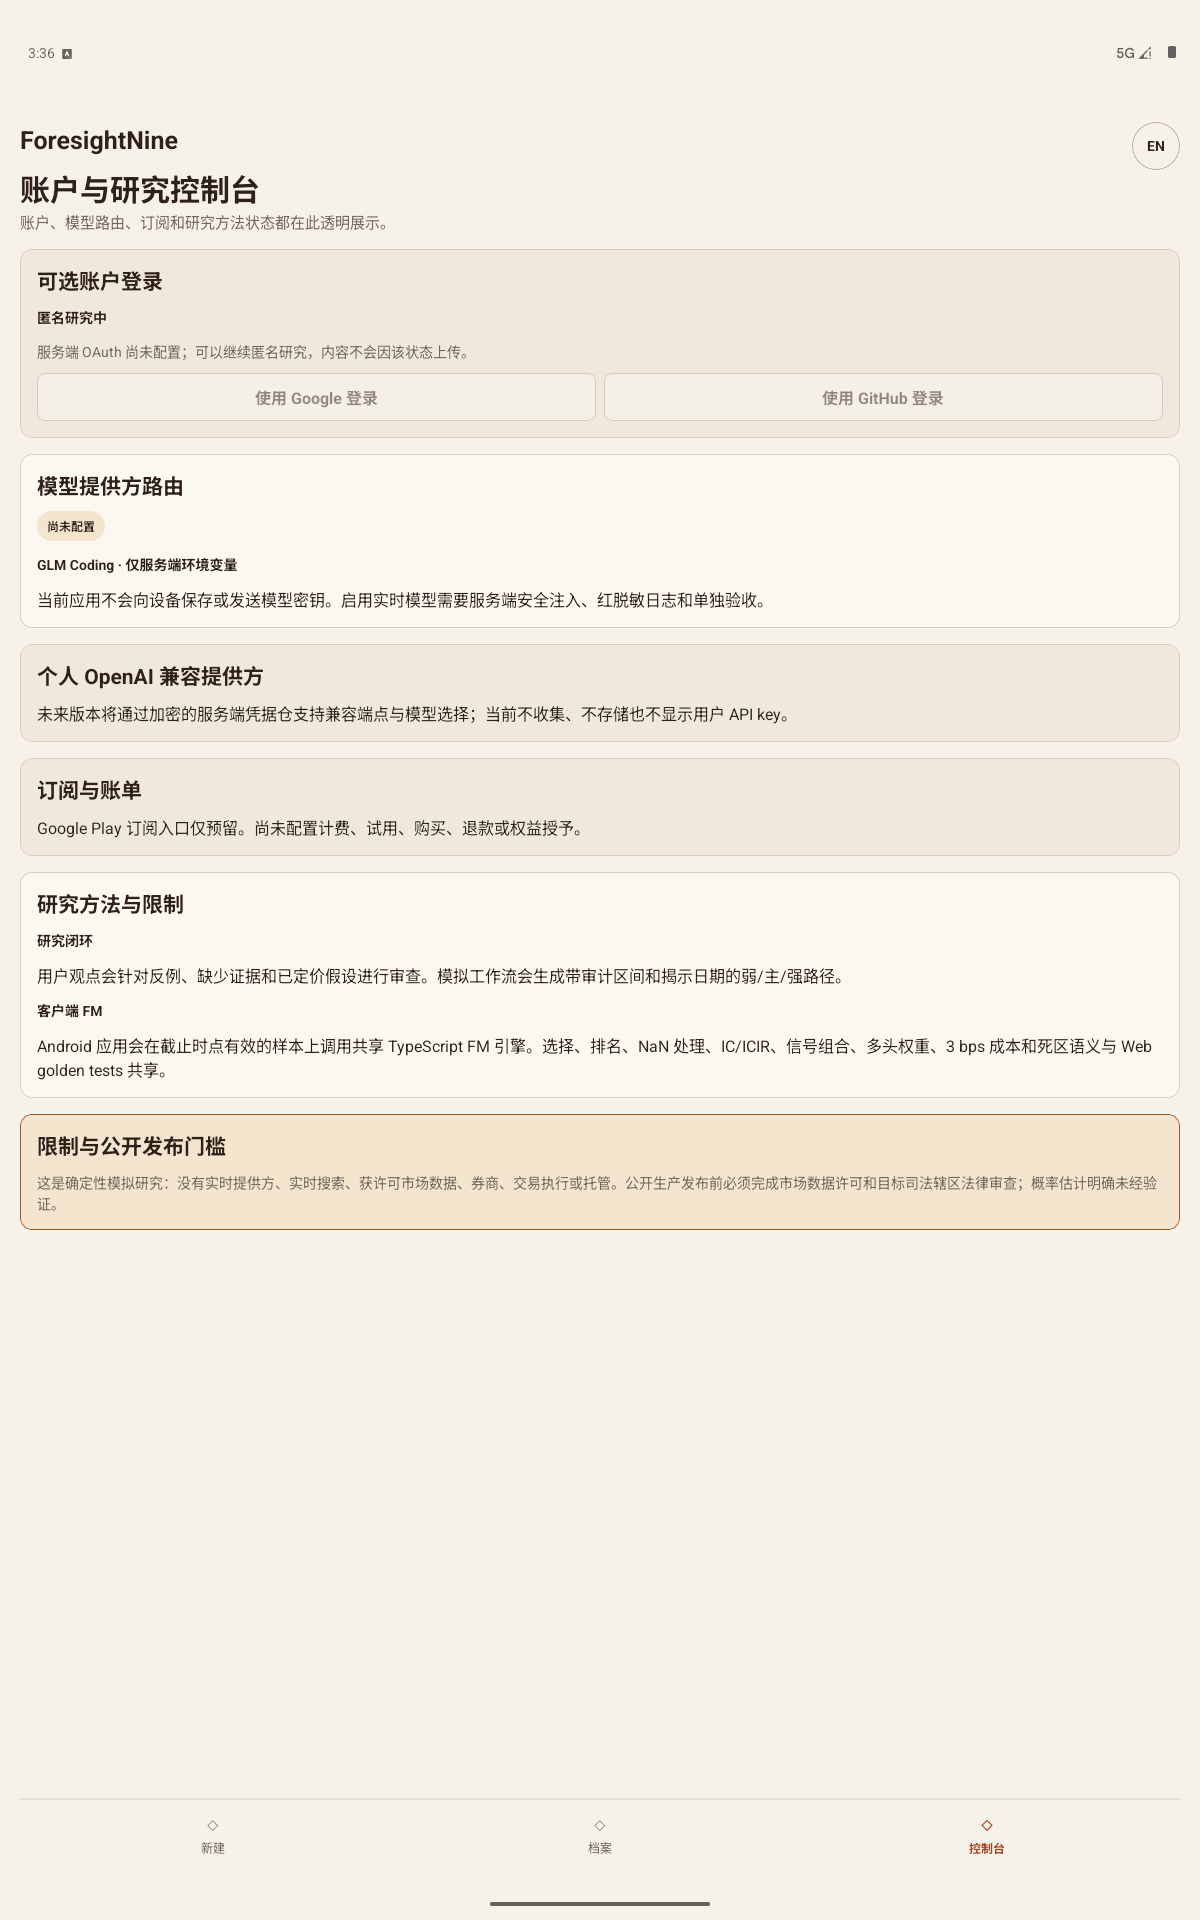 3:36
5G
ForesightNine
EN
账户与研究控制台
账户、模型路由、订阅和研究方法状态都在此透明展示。
可选账户登录
匿名研究中
服务端 OAuth 尚未配置；可以继续匿名研究，内容不会因该状态上传。
使用 Google 登录
使用 GitHub 登录
模型提供方路由
尚未配置
GLM Coding · 仅服务端环境变量
当前应用不会向设备保存或发送模型密钥。启用实时模型需要服务端安全注入、红脱敏日志和单独验收。
个人 OpenAI 兼容提供方
未来版本将通过加密的服务端凭据仓支持兼容端点与模型选择；当前不收集、不存储也不显示用户 API key。
订阅与账单
Google Play 订阅入口仅预留。尚未配置计费、试用、购买、退款或权益授予。
研究方法与限制
研究闭环
用户观点会针对反例、缺少证据和已定价假设进行审查。模拟工作流会生成带审计区间和揭示日期的弱/主/强路径。
客户端 FM
Android 应用会在截止时点有效的样本上调用共享 TypeScript FM 引擎。选择、排名、NaN 处理、IC/ICIR、信号组合、多头权重、3 bps 成本和死区语义与 Web
golden tests 共享。
限制与公开发布门槛
这是确定性模拟研究：没有实时提供方、实时搜索、获许可市场数据、券商、交易执行或托管。公开生产发布前必须完成市场数据许可和目标司法辖区法律审查；概率估计明确未经验
证。
新建
档案
控制台